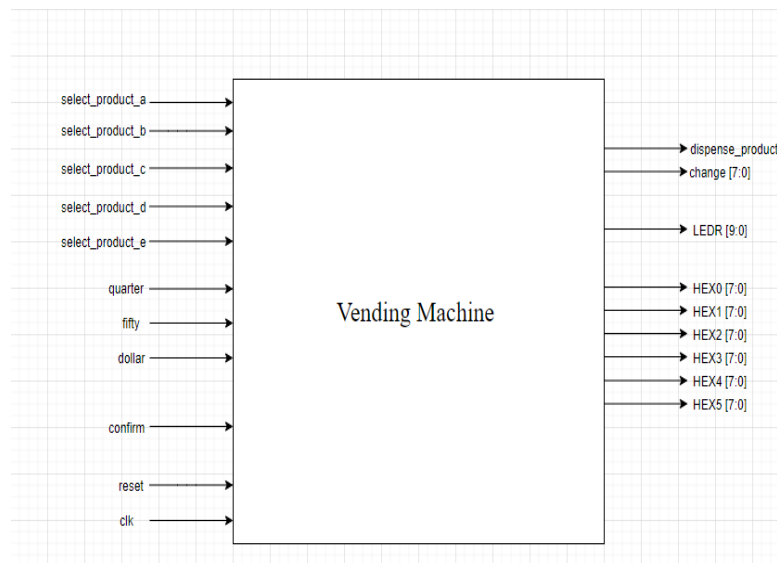 select_product_a
select_product_b
select_product_c
select_product_d
select_product_e
quarter
fifty
dollar
confirm
reset
clk
Vending Machine
dispense_product
change [7:0]
LEDR [9:0]
HEX0 [7:0]
HEX1 [7:0]
HEX2 [7:0]
HEX3 [7:0]
HEX4 [7:0]
HEX5 [7:0]